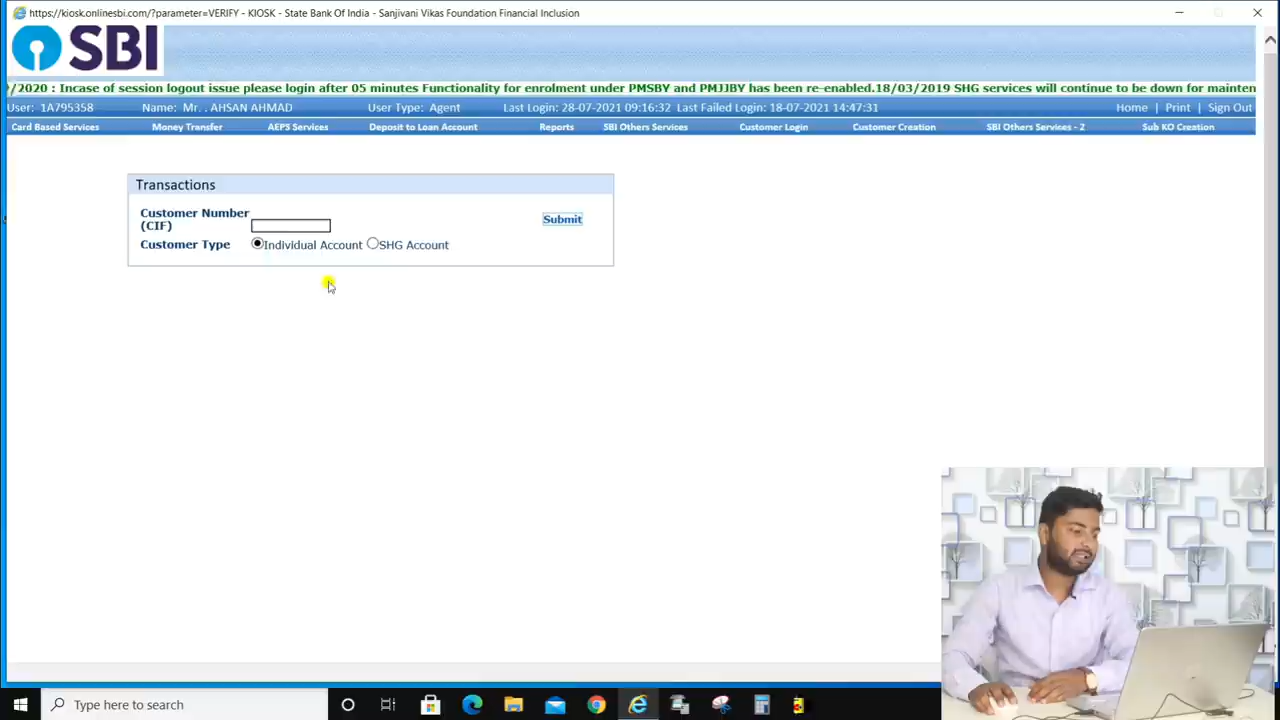 https://kiosk.onlinesbi.com/?parameter=VERIFY - KIOSK - State Bank Of India - Sanjivani Vikas Foundation Financial Inclusion
SBI
/2020 : Incase of session logout issue please login after 05 minutes Functionality for enrolment under PMSBY and PMJJBY has been re-enabled.18/03/2019 SHG services will continue to be down for mainten
User: 1A795358 Name: Mr. . AHSAN AHMAD User Type: Agent Last Login: 28-07-2021 09:16:32 Last Failed Login: 18-07-2021 14:47:31 Home | Print | Sign Out
Card Based Services Money Transfer AEPS Services Deposit to Loan Account Reports SBI Others Services Customer Login Customer Creation SBI Others Services - 2 Sub KO Creation
Transactions
Customer Number
(CIF)
Submit
Customer Type Individual Account SHG Account
Type here to search